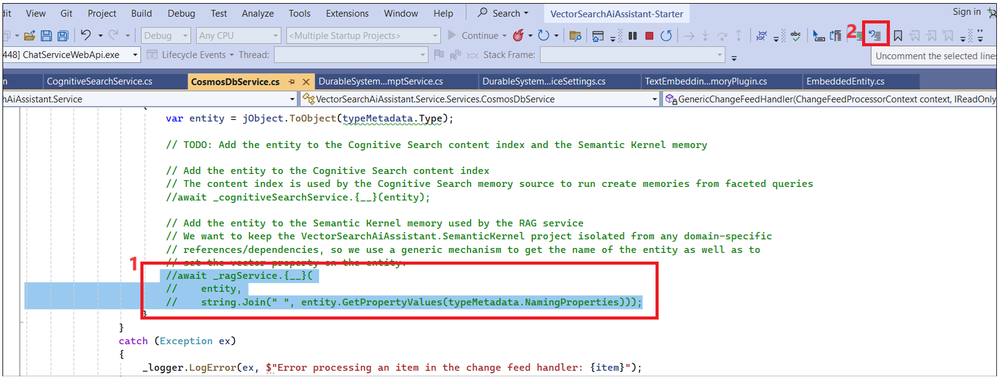 dit View Git Project Build Debug Test Analyze Tools Extensions Window Help Search VectorSearchAiAssistant-Starter Sign in
Debug Any CPU <Multiple Startup Projects> Continue abc 2
448] ChatServiceWebApi.exe Lifecycle Events Thread: Stack Frame: Uncomment the selected lines
n CognitiveSearchService.cs CosmosDbService.cs DurableSystem...mptService.cs DurableSystem...iceSettings.cs TextEmbeddin...moryPlugin.cs EmbeddedEntity.cs
hAiAssistant.Service VectorSearchAiAssistant.Service.Services.CosmosDbService GenericChangeFeedHandler(ChangeFeedProcessorContext context, IReadOnly
{
var entity = jObject.ToObject(typeMetadata.Type);
// TODO: Add the entity to the Cognitive Search content index and the Semantic Kernel memory
// Add the entity to the Cognitive Search content index
// The content index is used by the Cognitive Search memory source to run create memories from faceted queries
//await _cognitiveSearchService.{__}(entity);
// Add the entity to the Semantic Kernel memory used by the RAG service
// We want to keep the VectorSearchAiAssistant.SemanticKernel project isolated from any domain-specific
// references/dependencies, so we use a generic mechanism to get the name of the entity as well as to
1 // set the vector property on the entity.
//await _ragService.{__}(
//    entity,
//    string.Join(" ", entity.GetPropertyValues(typeMetadata.NamingProperties)));
}
}
catch (Exception ex)
{
_logger.LogError(ex, $"Error processing an item in the change feed handler: {item}");